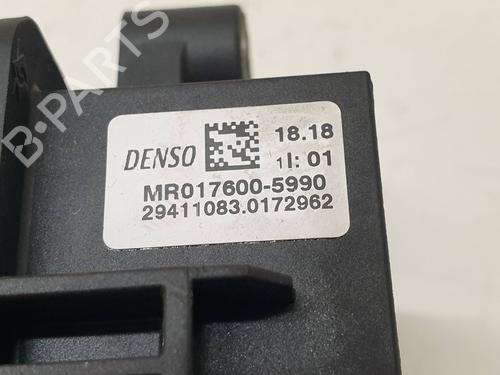 B-PARTS
DENSO
18.18
1I: 01
MR017600-5990
29411083.0172962